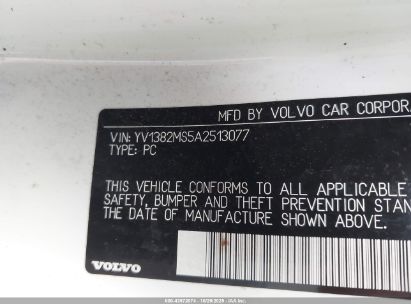 MFD BY VOLVO CAR CORPORA
VIN: YV1382MS5A2513077
TYPE: PC
THIS VEHICLE CONFORMS TO ALL APPLICABLE
SAFETY, BUMPER AND THEFT PREVENTION STAN
THE DATE OF MANUFACTURE SHOWN ABOVE.
VOLVO